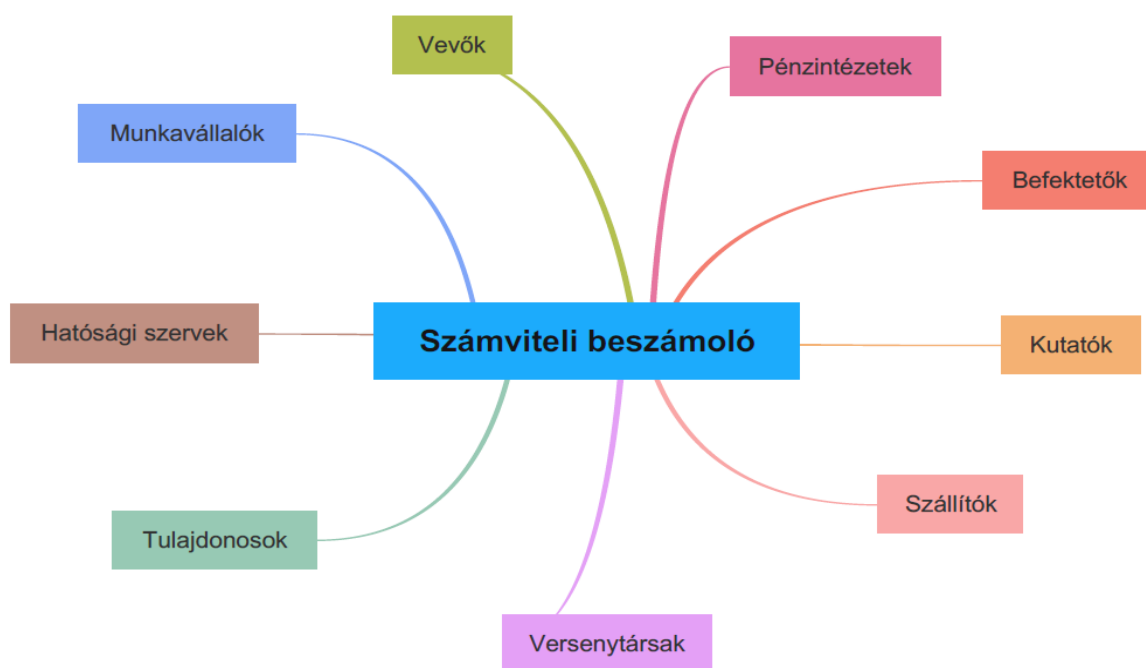 Vevők
Pénzintézetek
Munkavállalók
Befektetők
Hatósági szervek
Számviteli beszámoló
Kutatók
Szállítók
Tulajdonosok
Versenytársak